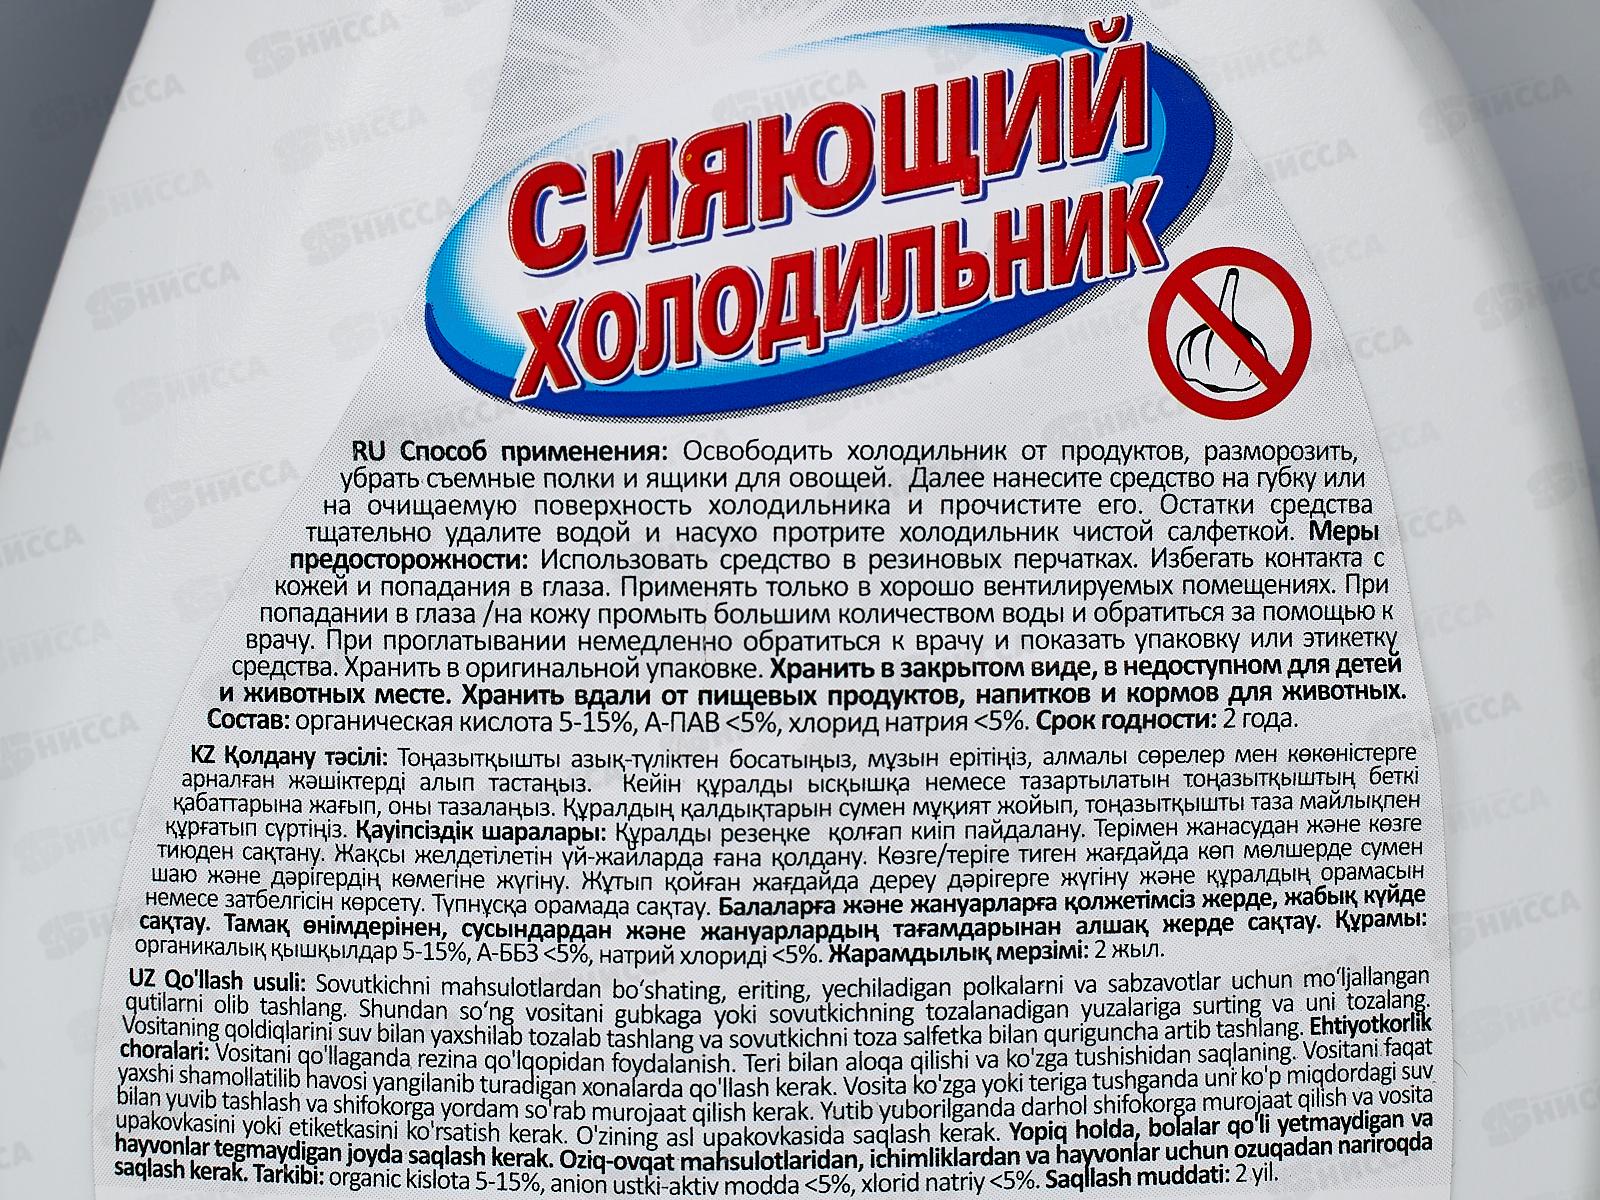 СИЯЮЩИЙ
ХОЛОДИЛЬНИК
RU Способ применения: Освободить холодильник от продуктов, разморозить,
убрать съемные полки и ящики для овощей. Далее нанесите средство на губку или
на очищаемую поверхность холодильника и прочистите его. Остатки средства
тщательно удалите водой и насухо протрите холодильник чистой салфеткой. Меры
предосторожности: Использовать средство в резиновых перчатках. Избегать контакта с
кожей и попадания в глаза. Применять только в хорошо вентилируемых помещениях. При
попадании в глаза /на кожу промыть большим количеством воды и обратиться за помощью к
врачу. При проглатывании немедленно обратиться к врачу и показать упаковку или этикетку
средства. Хранить в оригинальной упаковке. Хранить в закрытом виде, в недоступном для детей
и животных месте. Хранить вдали от пищевых продуктов, напитков и кормов для животных.
Состав: органическая кислота 5-15%, А-ПАВ <5%, хлорид натрия <5%. Срок годности: 2 года.
KZ Қолдану тәсілі: Тоңазытқышты азық-түліктен босатыңыз, мұзын ерітіңіз, алмалы сөрелер мен көкөністерге
арналған жәшіктерді алып тастаңыз. Кейін құралды ысқышқа немесе тазартылатын тоңазытқыштың беткі
қабаттарына жағып, оны тазалаңыз. Құралдың қалдықтарын сумен мұқият жойып, тоңазытқышты таза майлықпен
құрғатып сүртіңіз. Қауіпсіздік шаралары: Құралды резеңке қолғап киіп пайдалану. Терімен жанасудан және көзге
тиюден сақтану. Жақсы желдетілетін үй-жайларда ғана қолдану. Көзге/теріге тиген жағдайда көп мөлшерде сумен
шаю және дәрігердің көмегіне жүгіну. Жұтып қойған жағдайда дереу дәрігерге жүгіну және құралдың орамасын
немесе затбелгісін көрсету. Түпнұсқа орамада сақтау. Балаларға және жануарларға қолжетімсіз жерде, жабық күйде
сақтау. Тамақ өнімдерінен, сусындардан және жануарлардың тағамдарынан алшақ жерде сақтау. Құрамы:
органикалық қышқылдар 5-15%, А-ББЗ <5%, натрий хлориді <5%. Жарамдылық мерзімі: 2 жыл.
UZ Qo'llash usuli: Sovutkichni mahsulotlardan bo‘shating, eriting, yechiladigan polkalarni va sabzavotlar uchun mo‘ljallangan
qutilarni olib tashlang. Shundan so‘ng vositani gubkaga yoki sovutkichning tozalanadigan yuzalariga surting va uni tozalang.
Vositaning qoldiqlarini suv bilan yaxshilab tozalab tashlang va sovutkichni toza salfetka bilan quriguncha artib tashlang. Ehtiyotkorlik
choralari: Vositani qo'llaganda rezina qo'lqopidan foydalanish. Teri bilan aloqa qilishi va ko'zga tushishidan saqlaning. Vositani faqat
yaxshi shamollatilib havosi yangilanib turadigan xonalarda qo'llash kerak. Vosita ko'zga yoki teriga tushganda uni ko'p miqdordagi suv
bilan yuvib tashlash va shifokorga yordam so'rab murojaat qilish kerak. Yutib yuborilganda darhol shifokorga murojaat qilish va vosita
upakovkasini yoki etiketkasini ko'rsatish kerak. O'zining asl upakovkasida saqlash kerak. Yopiq holda, bolalar qo'li yetmaydigan va
hayvonlar tegmaydigan joyda saqlash kerak. Oziq-ovqat mahsulotlaridan, ichimliklardan va hayvonlar uchun ozuqadan nariroqda
saqlash kerak. Tarkibi: organic kislota 5-15%, anion ustki-aktiv modda <5%, xlorid natriy <5%. Saqllash muddati: 2 yil.